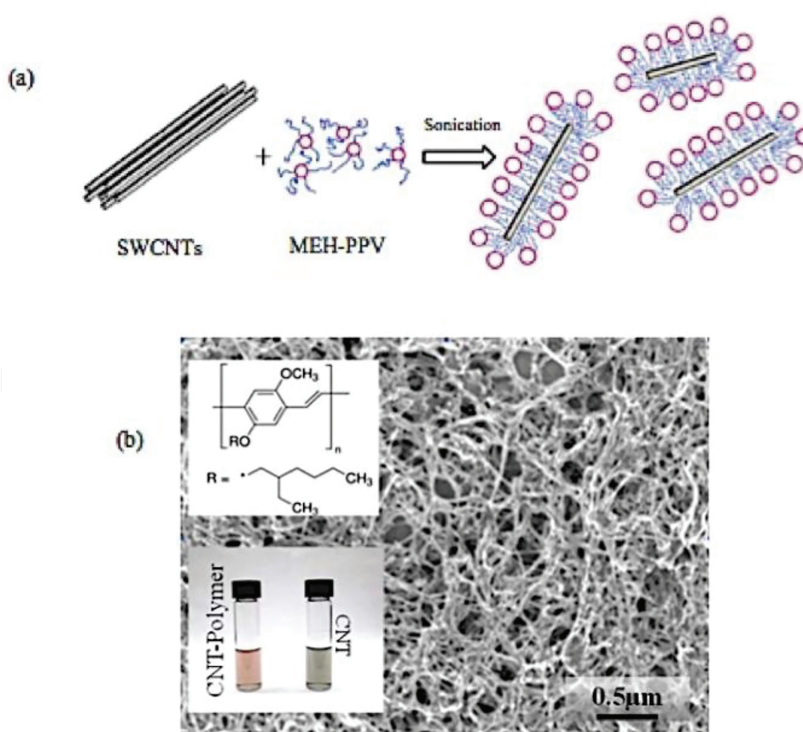 (a)
+
Sonication
SWCNTs
MEH-PPV
(b)
OCH₃
RO
n
R =
CH₃
CH₃
CNT-Polymer
CNT
0.5µm